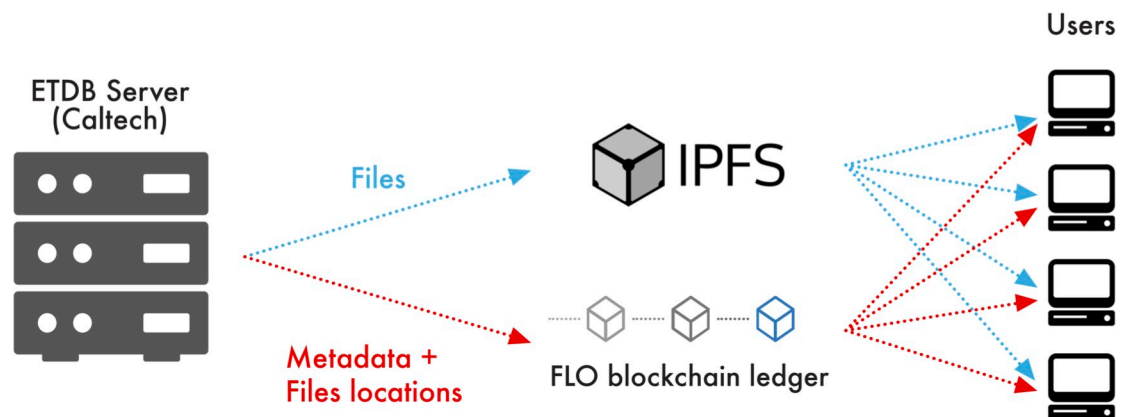 Users
ETDB Server
(Caltech)
Files
IPFS
Metadata +
Files locations
FLO blockchain ledger